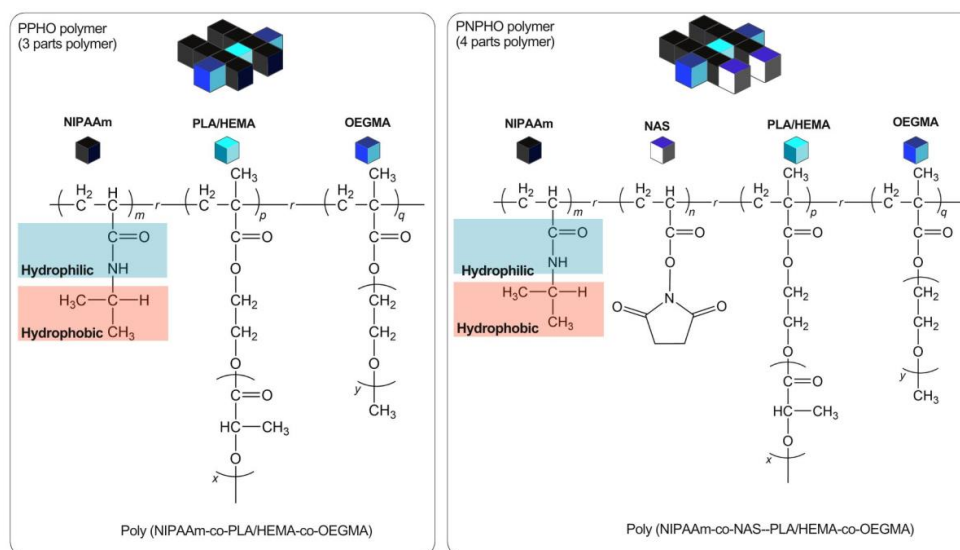 PPHO polymer
(3 parts polymer)
NIPAAm
PLA/HEMA
OEGMA
CH₃
CH₃
H₂
C
H
C
m
r
H₂
C
C
p
r
H₂
C
C
q
C=O
C=O
C=O
Hydrophilic
NH
O
O
H₃C
C
H
CH₂
CH₂
Hydrophobic
CH₃
CH₂
CH₂
O
O
C=O
y
CH₃
HC
CH₃
O
x
Poly (NIPAAm-co-PLA/HEMA-co-OEGMA)
PNPHO polymer
(4 parts polymer)
NIPAAm
NAS
PLA/HEMA
OEGMA
CH₃
CH₃
H₂
C
H
C
m
r
H₂
C
H
C
n
r
H₂
C
C
p
r
H₂
C
C
q
C=O
C=O
C=O
C=O
Hydrophilic
NH
O
O
O
H₃C
C
H
O
N
O
CH₂
CH₂
Hydrophobic
CH₃
CH₂
CH₂
O
O
C=O
y
CH₃
HC
CH₃
O
x
Poly (NIPAAm-co-NAS--PLA/HEMA-co-OEGMA)